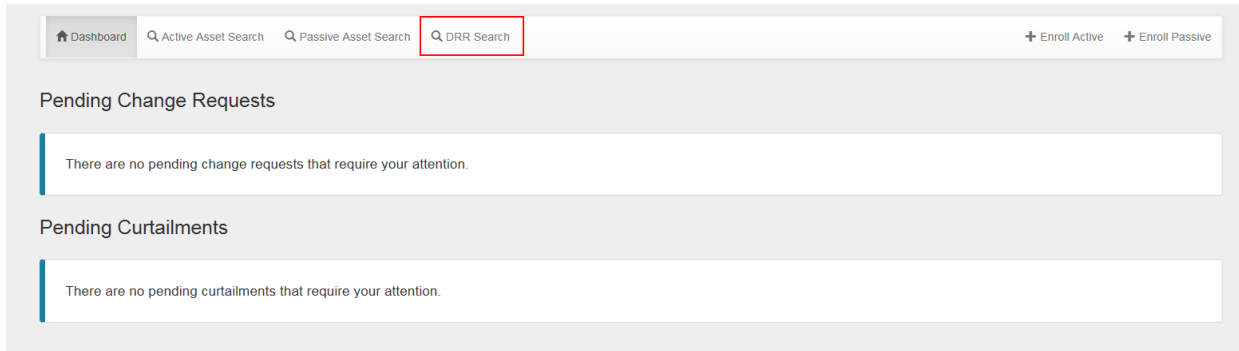 Dashboard Active Asset Search Passive Asset Search DRR Search Enroll Active Enroll Passive
Pending Change Requests
There are no pending change requests that require your attention.
Pending Curtailments
There are no pending curtailments that require your attention.